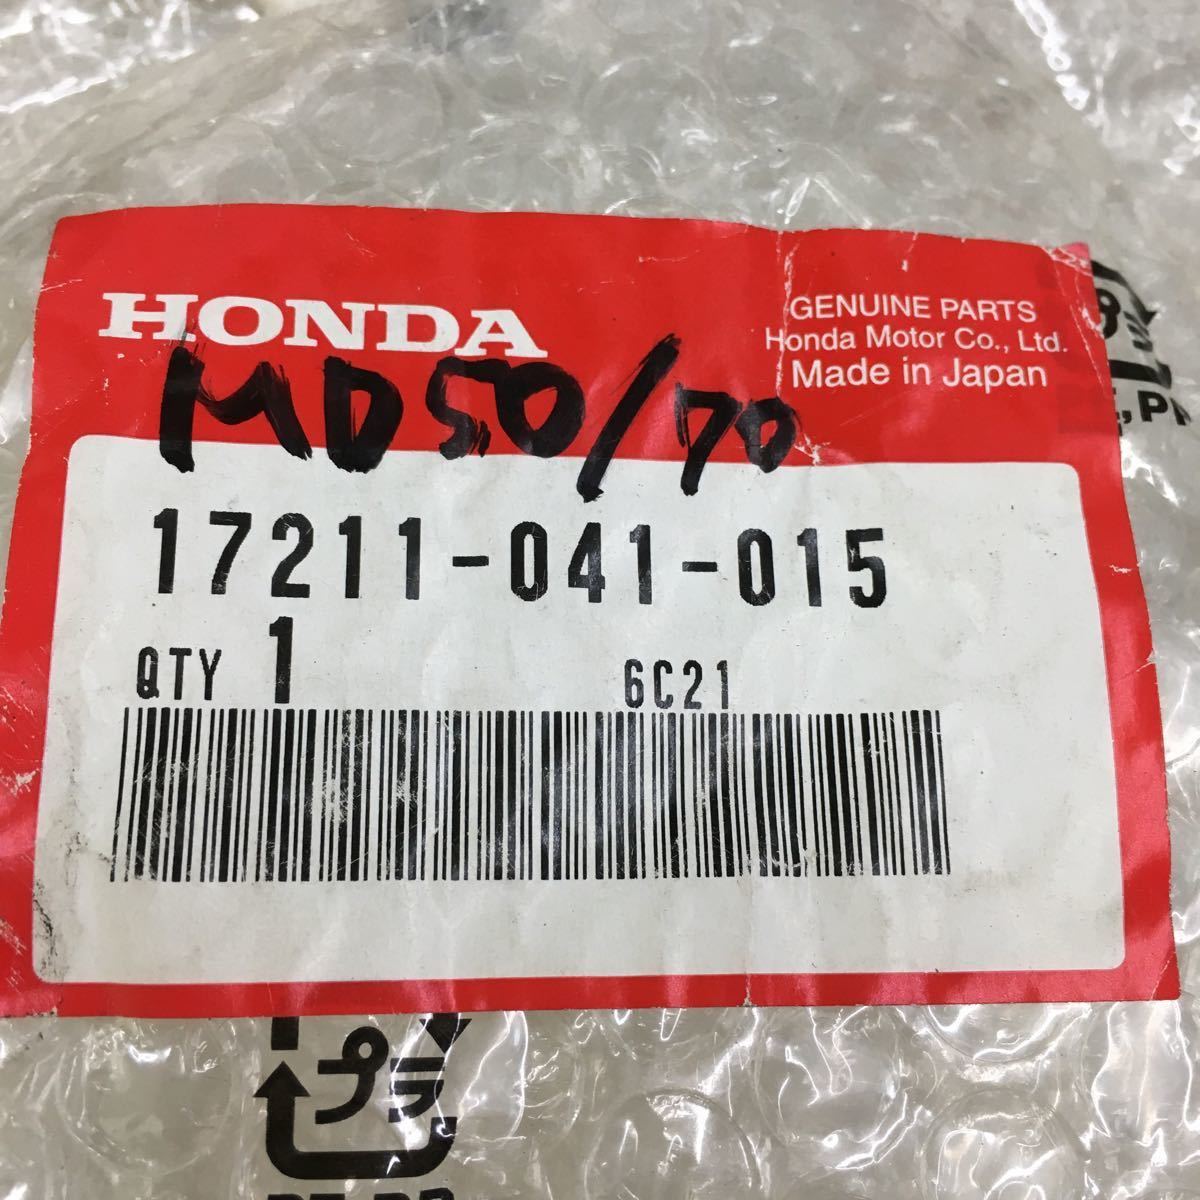 HONDA
GENUINE PARTS
Honda Motor Co., Ltd.
Made in Japan
MD50/70
17211-041-015
QTY 1
6C21
プラ